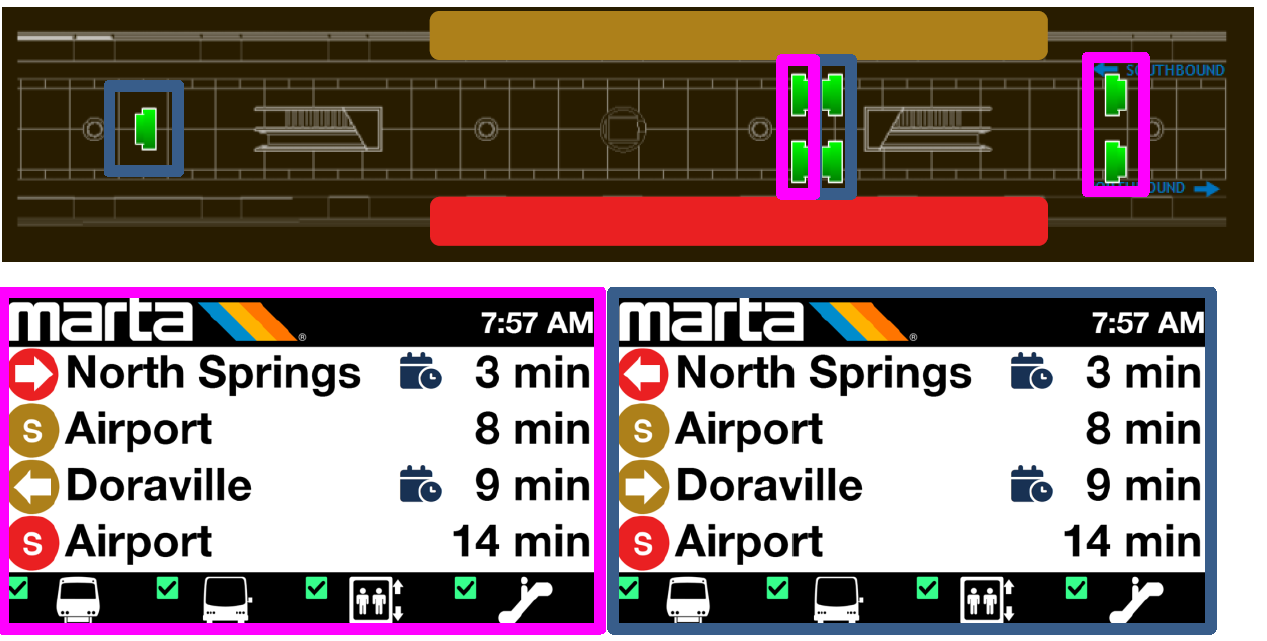 SOUTHBOUND
marta ® 7:57 AM
North Springs 3 min
S Airport 8 min
Doraville 9 min
S Airport 14 min
marta ® 7:57 AM
North Springs 3 min
S Airport 8 min
Doraville 9 min
S Airport 14 min